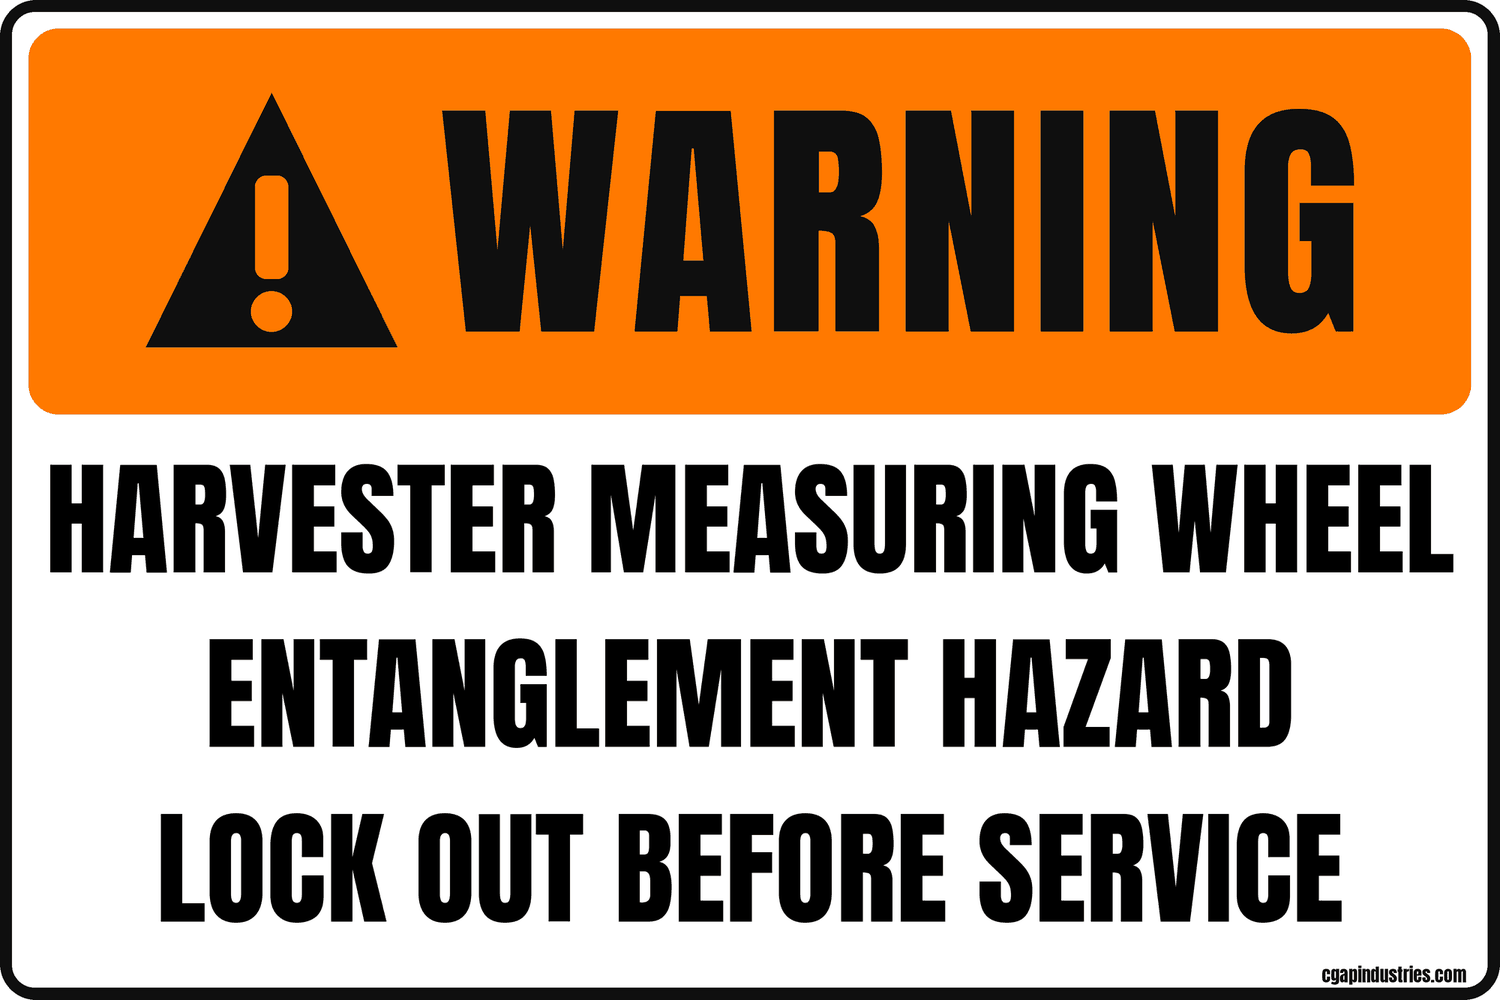 WARNING
HARVESTER MEASURING WHEEL
ENTANGLEMENT HAZARD
LOCK OUT BEFORE SERVICE
cgapindustries.com